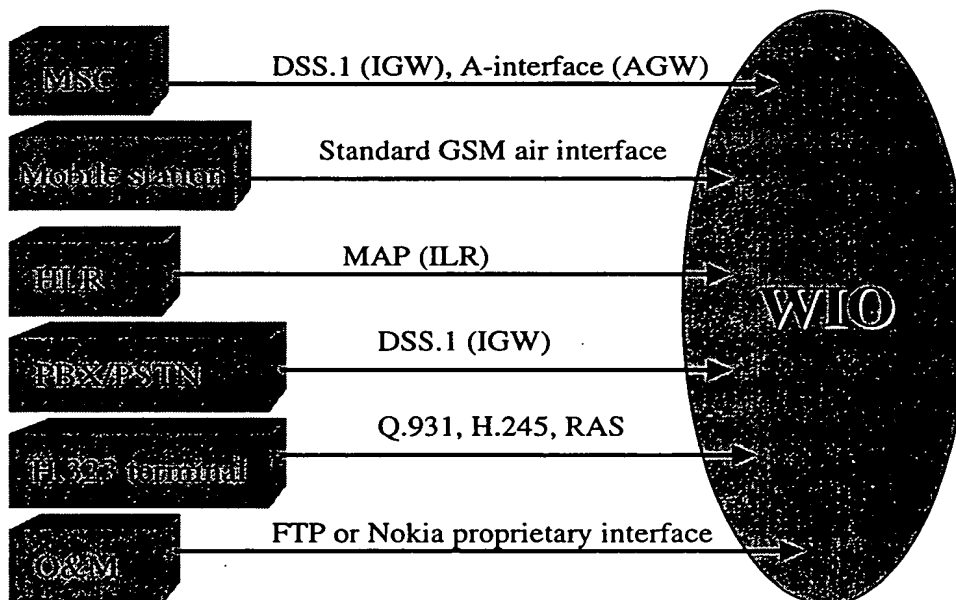 MSC
DSS.1 (IGW), A-interface (AGW)
Mobile station
Standard GSM air interface
HLR
MAP (ILR)
WIO
PBX/PSTN
DSS.1 (IGW)
H.323 terminal
Q.931, H.245, RAS
O&M
FTP or Nokia proprietary interface